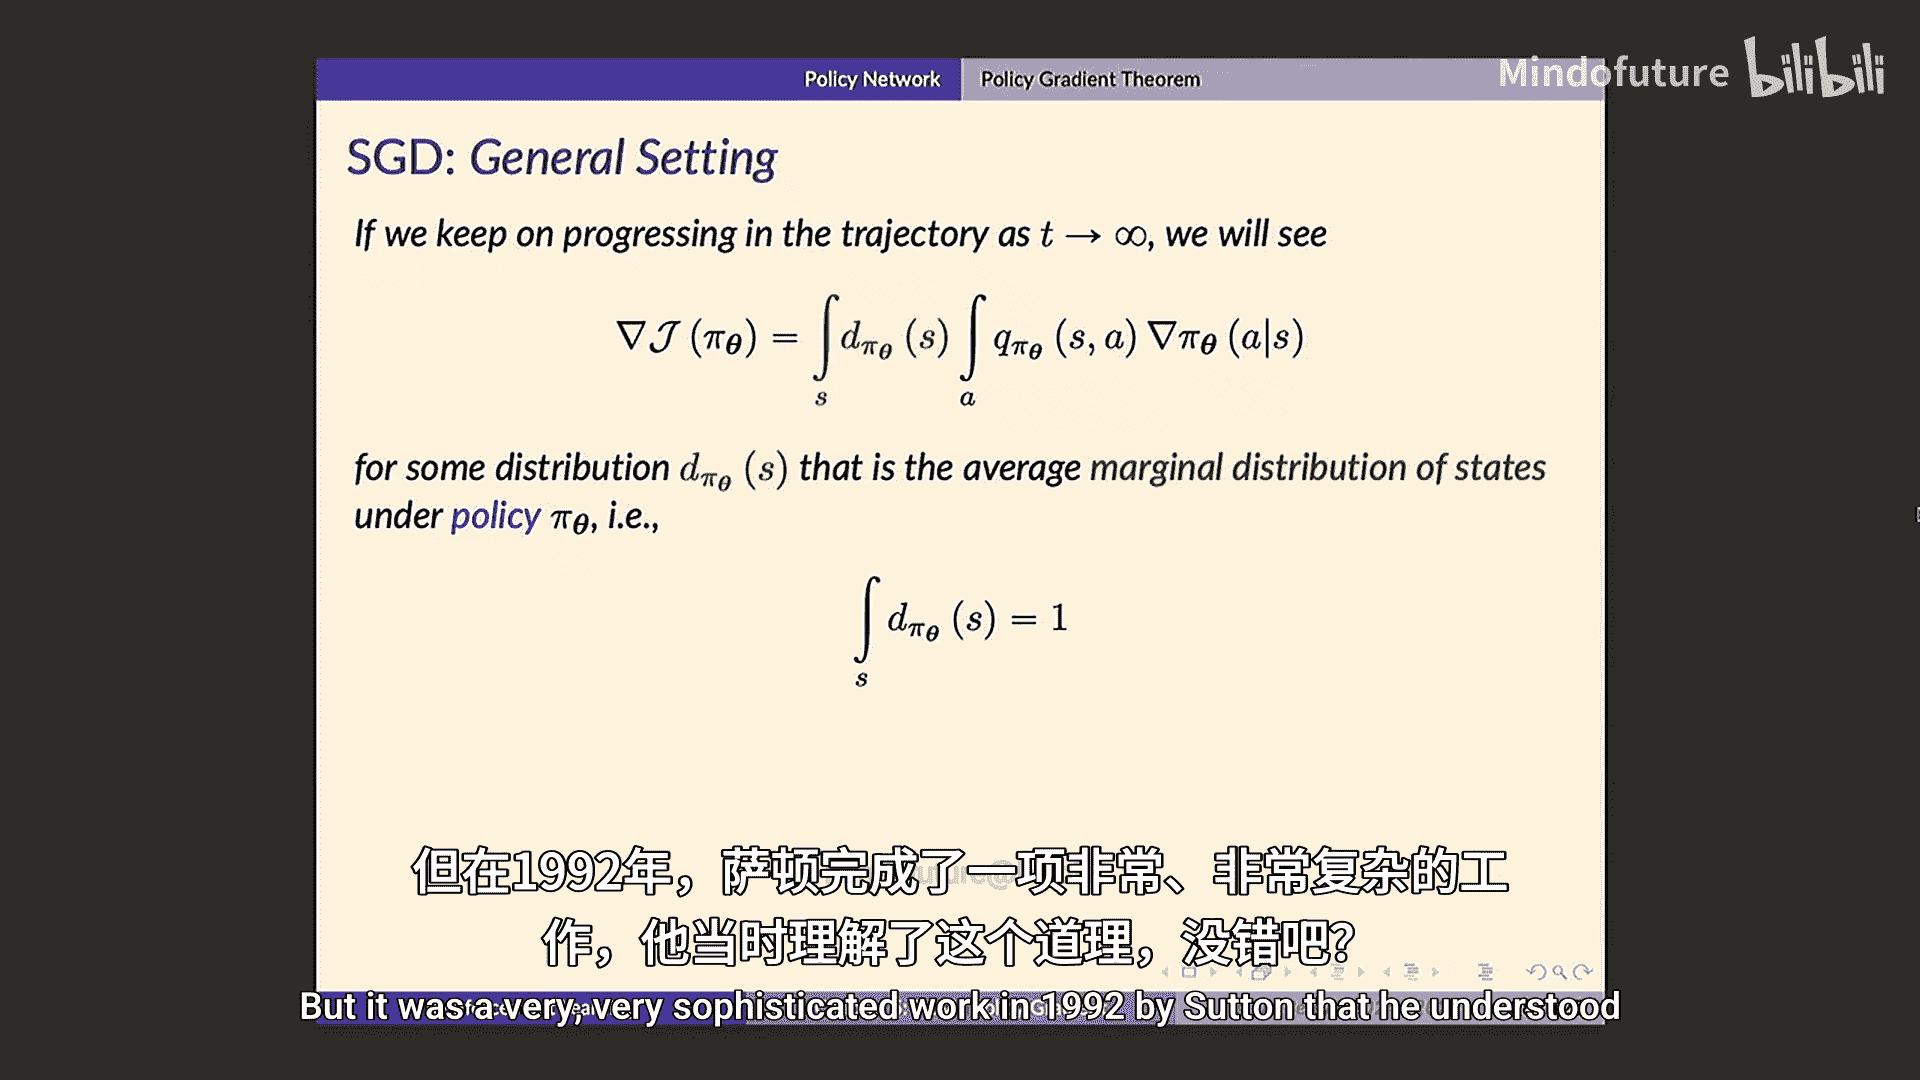 Policy Network Policy Gradient Theorem
Mindofuture bilibili
SGD: General Setting
If we keep on progressing in the trajectory as t → ∞, we will see
∇𝒥 (π_θ) = ∫_s d_{π_θ} (s) ∫_a q_{π_θ} (s, a) ∇π_θ (a|s)
for some distribution d_{π_θ} (s) that is the average marginal distribution of states
under policy π_θ, i.e.,
∫_s d_{π_θ} (s) = 1
但在1992年，萨顿完成了一项非常、非常复杂的工
作，他当时理解了这个道理，没错吧？
But it was a very, very sophisticated work in 1992 by Sutton that he understood